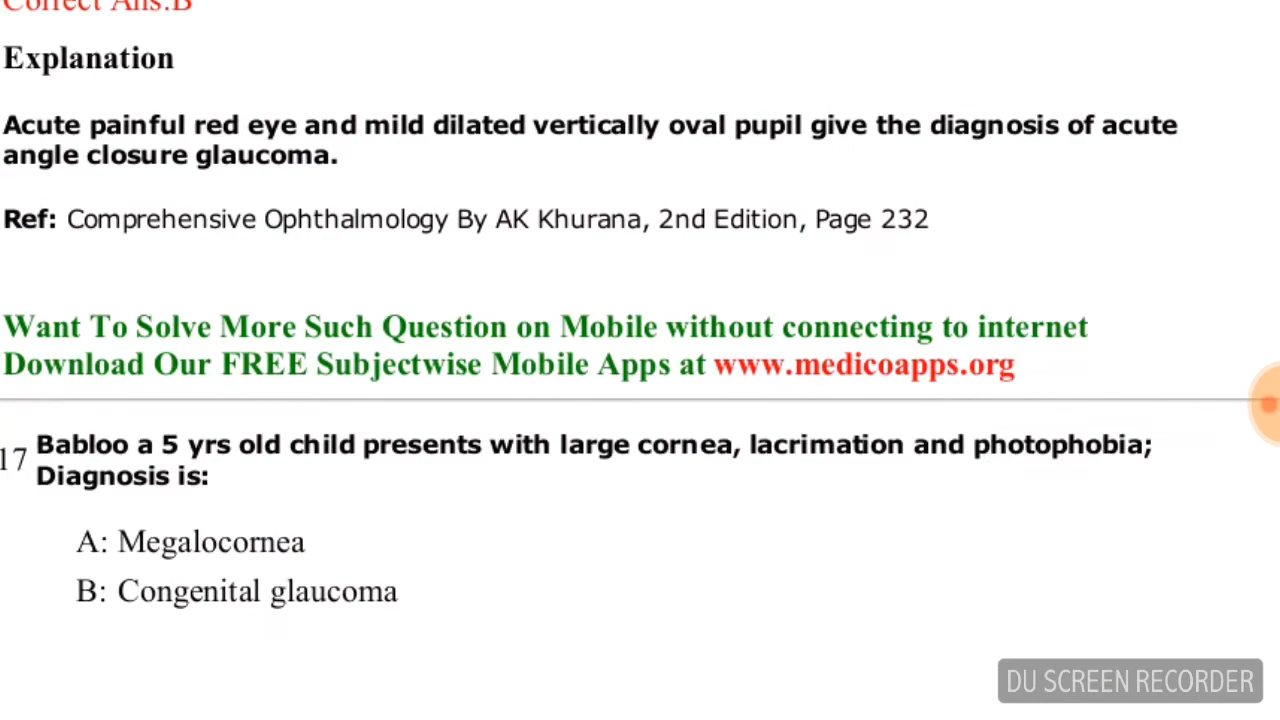 Correct Ans:B
Explanation
Acute painful red eye and mild dilated vertically oval pupil give the diagnosis of acute
angle closure glaucoma.
Ref: Comprehensive Ophthalmology By AK Khurana, 2nd Edition, Page 232
Want To Solve More Such Question on Mobile without connecting to internet
Download Our FREE Subjectwise Mobile Apps at www.medicoapps.org
17 Babloo a 5 yrs old child presents with large cornea, lacrimation and photophobia;
Diagnosis is:
A: Megalocornea
B: Congenital glaucoma
DU SCREEN RECORDER